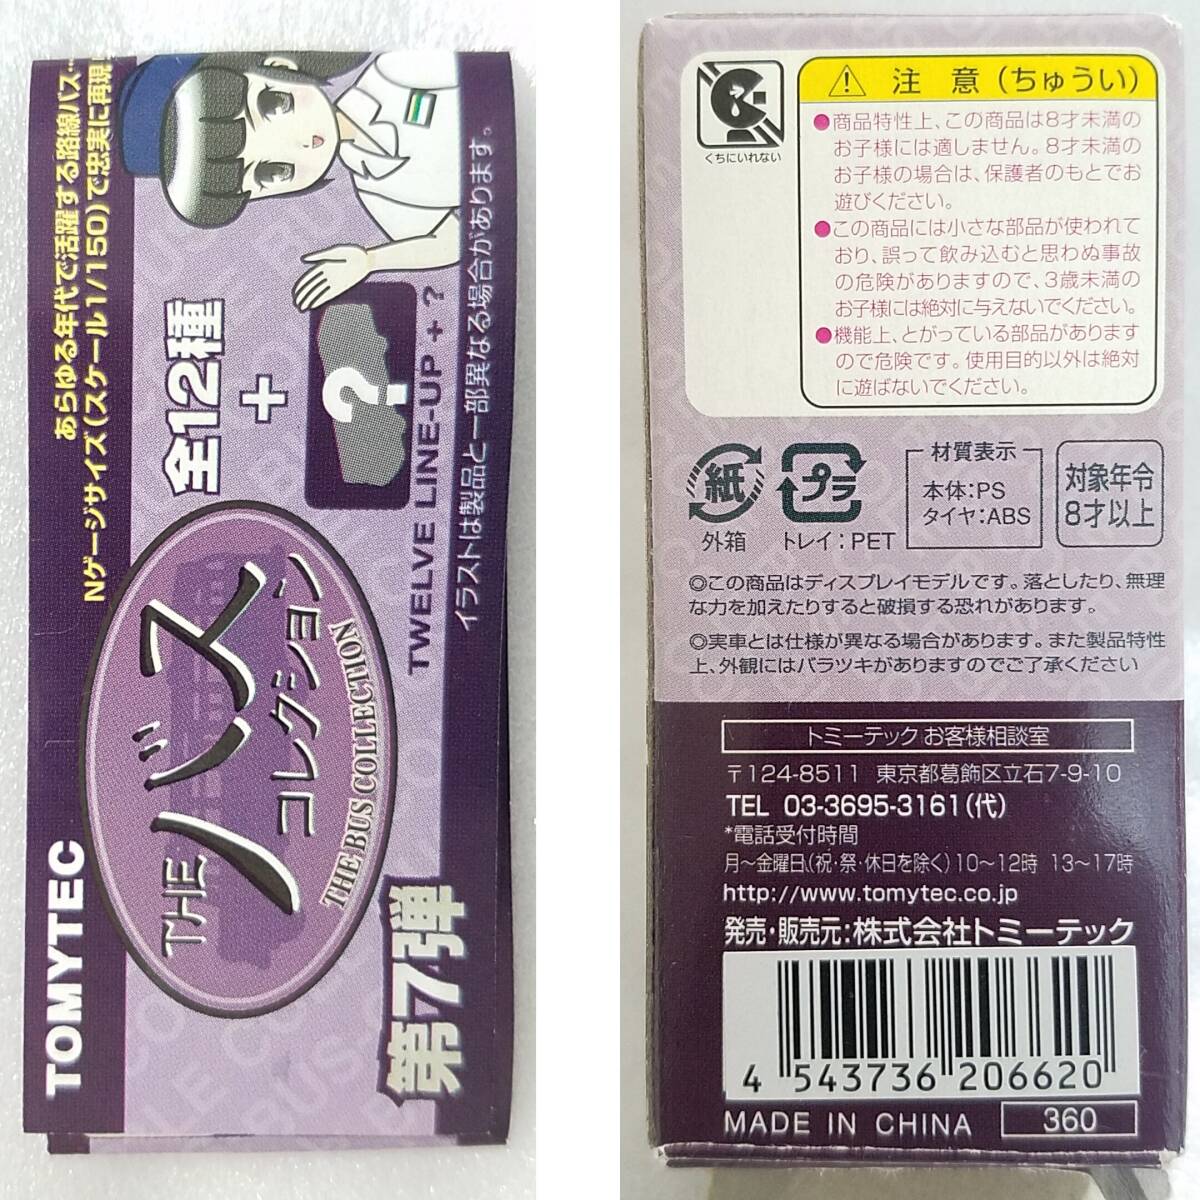 TOMYTEC
あらゆる年代で活躍する路線バス…
Nゲージサイズ(スケール1/150)で忠実に再現!
THE バス
コレクション
THE BUS COLLECTION
全12種
+
?
第7弾
TWELVE LINE-UP + ?
イラストは製品と一部異なる場合があります。
くちにいれない
注意(ちゅうい)
●商品特性上、この商品は8才未満の
お子様には適しません。8才未満の
お子様の場合は、保護者のもとでお
遊びください。
●この商品には小さな部品が使われて
おり、誤って飲み込むと思わぬ事故
の危険がありますので、3歳未満の
お子様には絶対に与えないでください。
●機能上、とがっている部品があります
ので危険です。使用目的以外は絶対
に遊ばないでください。
紙
外箱
プラ
トレイ:PET
材質表示
本体:PS
タイヤ:ABS
対象年令
8才以上
◎この商品はディスプレイモデルです。落としたり、無理
な力を加えたりすると破損する恐れがあります。
◎実車とは仕様が異なる場合があります。また製品特性
上、外観にはバラツキがありますのでご了承ください
トミーテック お客様相談室
〒124-8511 東京都葛飾区立石7-9-10
TEL 03-3695-3161(代)
*電話受付時間
月〜金曜日、(祝・祭・休日を除く)10〜12時 13〜17時
http://www.tomytec.co.jp
発売・販売元:株式会社トミーテック
4 543736 206620
MADE IN CHINA
360